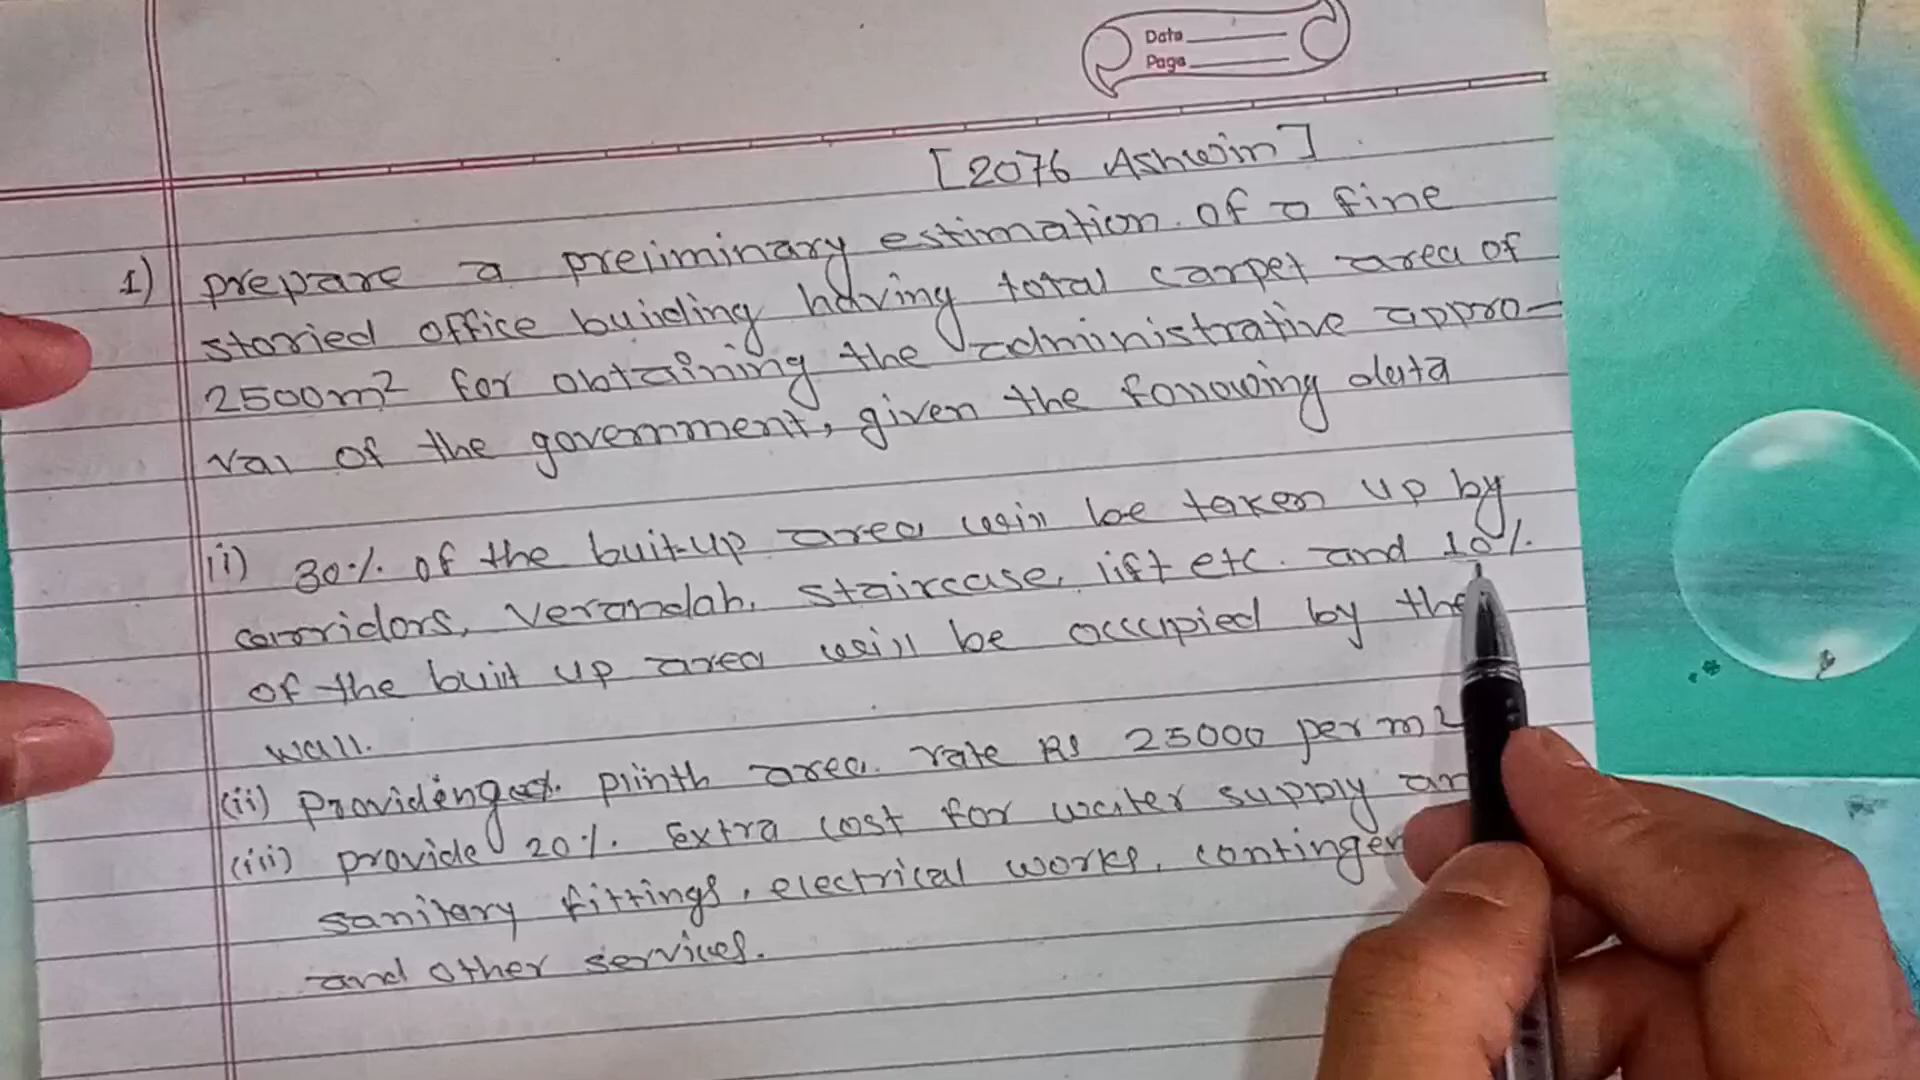 Date
Page
[2076 Ashwin]
1) prepare a preliminary estimation of a fine
storied office building having total carpet area of
2500m² for obtaining the administrative appro-
val of the government, given the following data
ii) 30% of the built-up area will be taken up by
corridors, verandah, staircase, lift etc. and 10%
of the built up area will be occupied by the
wall.
(ii) Providing plinth area rate RS 25000 per m²
(iii) provide 20% Extra cost for water supply
sanitary fittings, electrical works,
and other services.